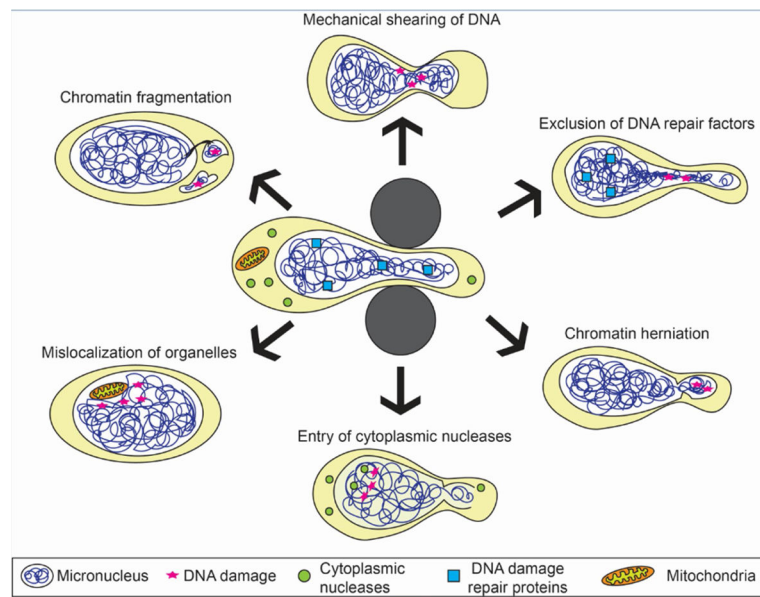 Mechanical shearing of DNA
Chromatin fragmentation
Exclusion of DNA repair factors
Mislocalization of organelles
Chromatin herniation
Entry of cytoplasmic nucleases
Micronucleus
DNA damage
Cytoplasmic
nucleases
DNA damage
repair proteins
Mitochondria